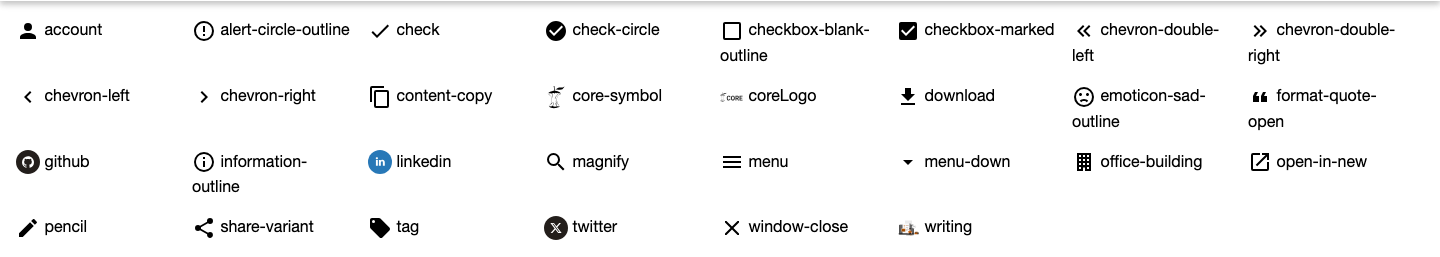 account alert-circle-outline check check-circle checkbox-blank- checkbox-marked chevron-double- chevron-double-
outline left right
chevron-left chevron-right content-copy core-symbol CORE coreLogo download emoticon-sad- format-quote-
outline open
github information- in linkedin magnify menu menu-down office-building open-in-new
outline
pencil share-variant tag X twitter window-close writing